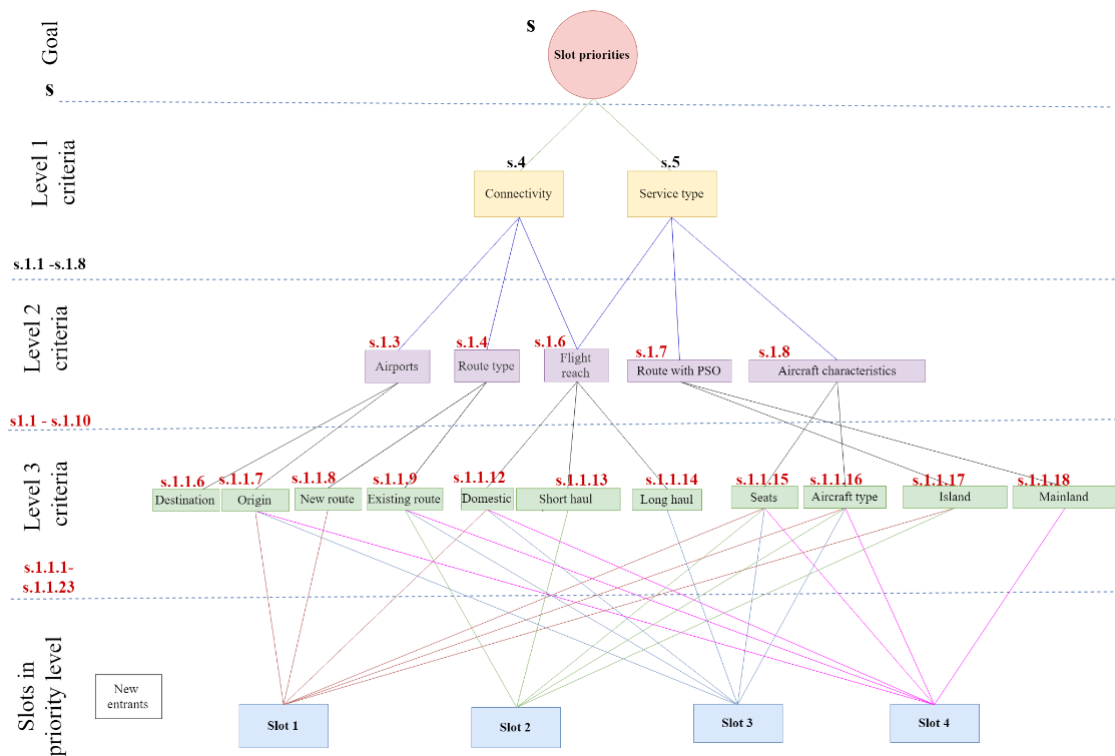 Goal
s
Slot priorities
s
Level 1
criteria
s.4
s.5
Connectivity
Service type
s.1.1 -s.1.8
Level 2
criteria
s.1.3
s.1.4
s.1.6
s.1.7
s.1.8
Airports
Route type
Flight
reach
Route with PSO
Aircraft characteristics
s1.1 - s.1.10
Level 3
criteria
s.1.1.6
s.1.1.7
s.1.1.8
s.1.1.9
s.1.1.12
s.1.1.13
s.1.1.14
s.1.1.15
s.1.1.16
s.1.1.17
s.1.1.18
Destination
Origin
New route
Existing route
Domestic
Short haul
Long haul
Seats
Aircraft type
Island
Mainland
s.1.1.1-
s.1.1.23
Slots in
priority level
New
entrants
Slot 1
Slot 2
Slot 3
Slot 4